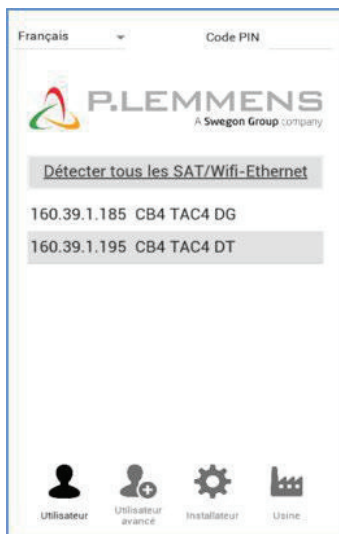 Français
Code PIN
P.LEMMENS
A Swegon Group company
Détecter tous les SAT/Wifi-Ethernet
160.39.1.185 CB4 TAC4 DG
160.39.1.195 CB4 TAC4 DT
Utilisateur
Utilisateur
avancé
Installateur
Usine